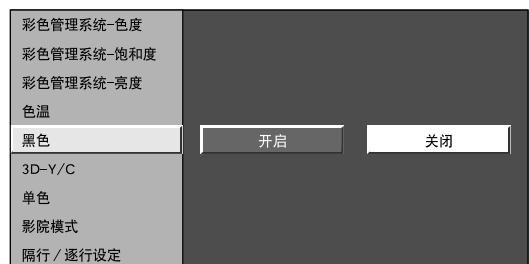 彩色管理系统-色度
彩色管理系统-饱和度
彩色管理系统-亮度
色温
黑色 开启 关闭
3D-Y/C
单色
影院模式
隔行/逐行设定